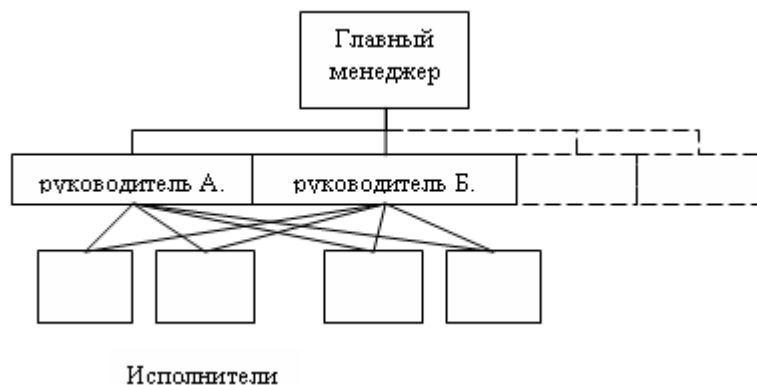 Главный
менеджер
руководитель А.
руководитель Б.
Исполнители